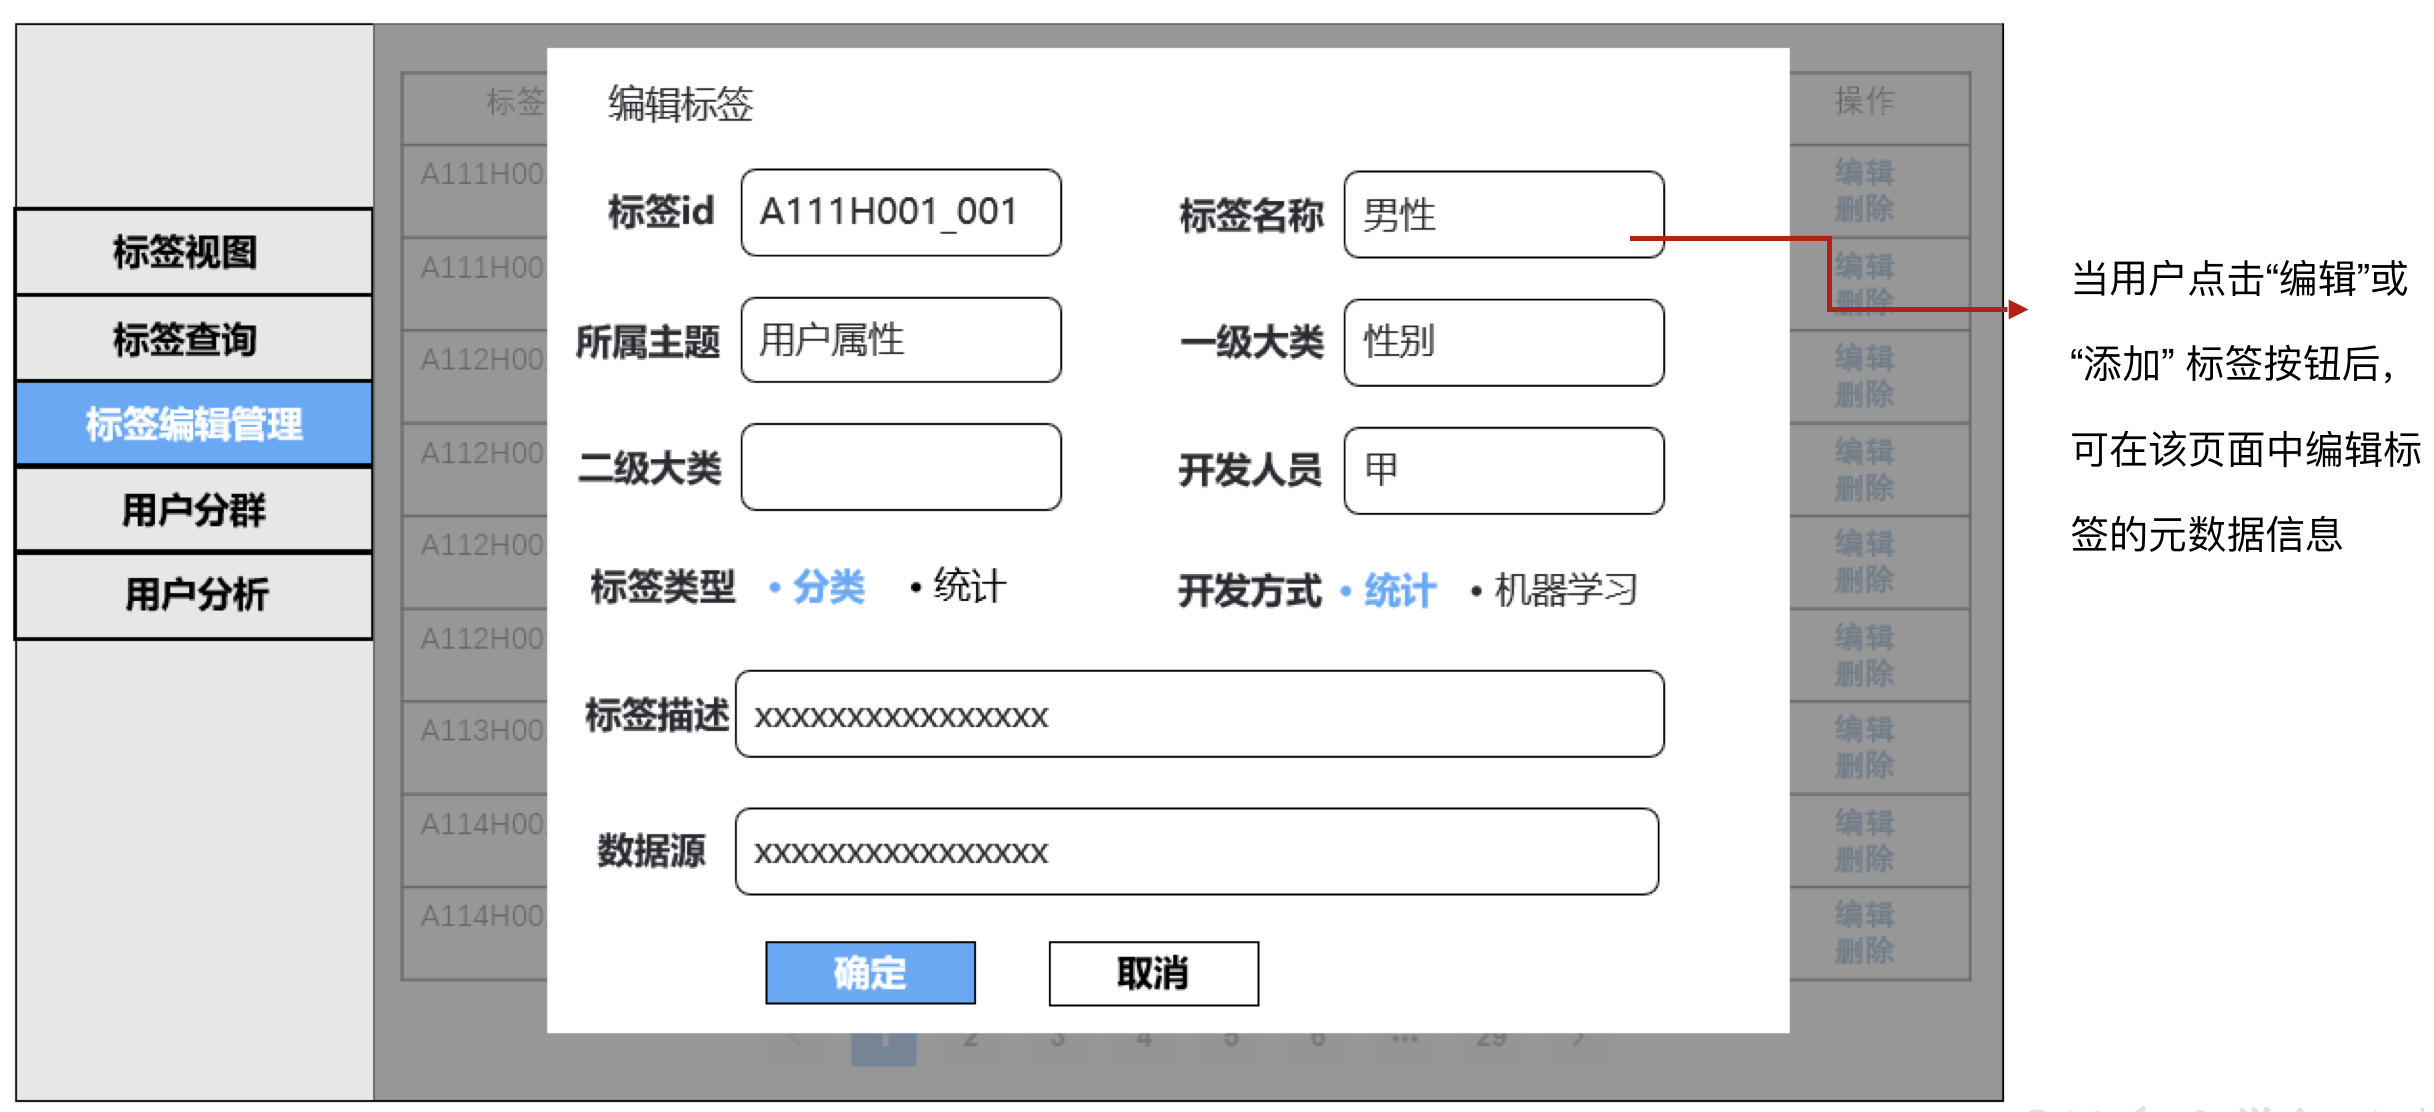 标签视图
标签查询
标签编辑管理
用户分群
用户分析
标签
操作
A111H00
编辑
删除
A111H00
编辑
删除
A112H00
编辑
删除
A112H00
编辑
删除
A112H00
编辑
删除
A112H00
编辑
删除
A113H00
编辑
删除
A114H00
编辑
删除
A114H00
编辑
删除
编辑标签
标签id A111H001_001 标签名称 男性
所属主题 用户属性 一级大类 性别
二级大类 开发人员 甲
标签类型 • 分类 • 统计 开发方式 • 统计 • 机器学习
标签描述 xxxxxxxxxxxxxxxx
数据源 xxxxxxxxxxxxxxxx
确定 取消
1 2 3 4 5 6 ... 29
当用户点击“编辑”或
“添加” 标签按钮后，
可在该页面中编辑标
签的元数据信息